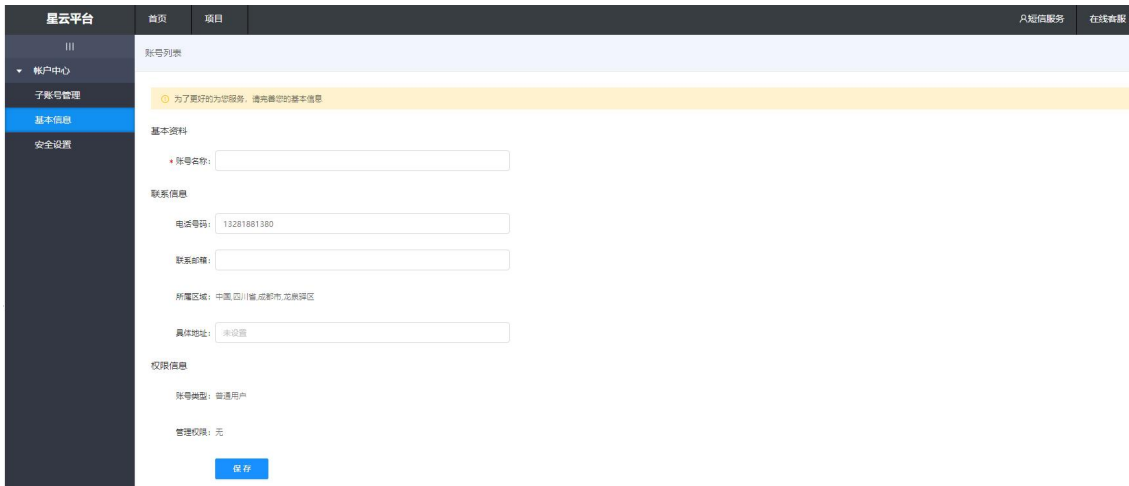 星云平台 首页 项目 短信服务 在线客服
账号列表
帐户中心
子账号管理
基本信息
安全设置
为了更好的为您服务，请完善您的基本信息
基本资料
* 账号名称：
联系信息
电话号码： 13281881380
联系邮箱：
所属区域：中国,四川省,成都市,龙泉驿区
具体地址： 未设置
权限信息
账号类型：普通用户
管理权限：无
保存